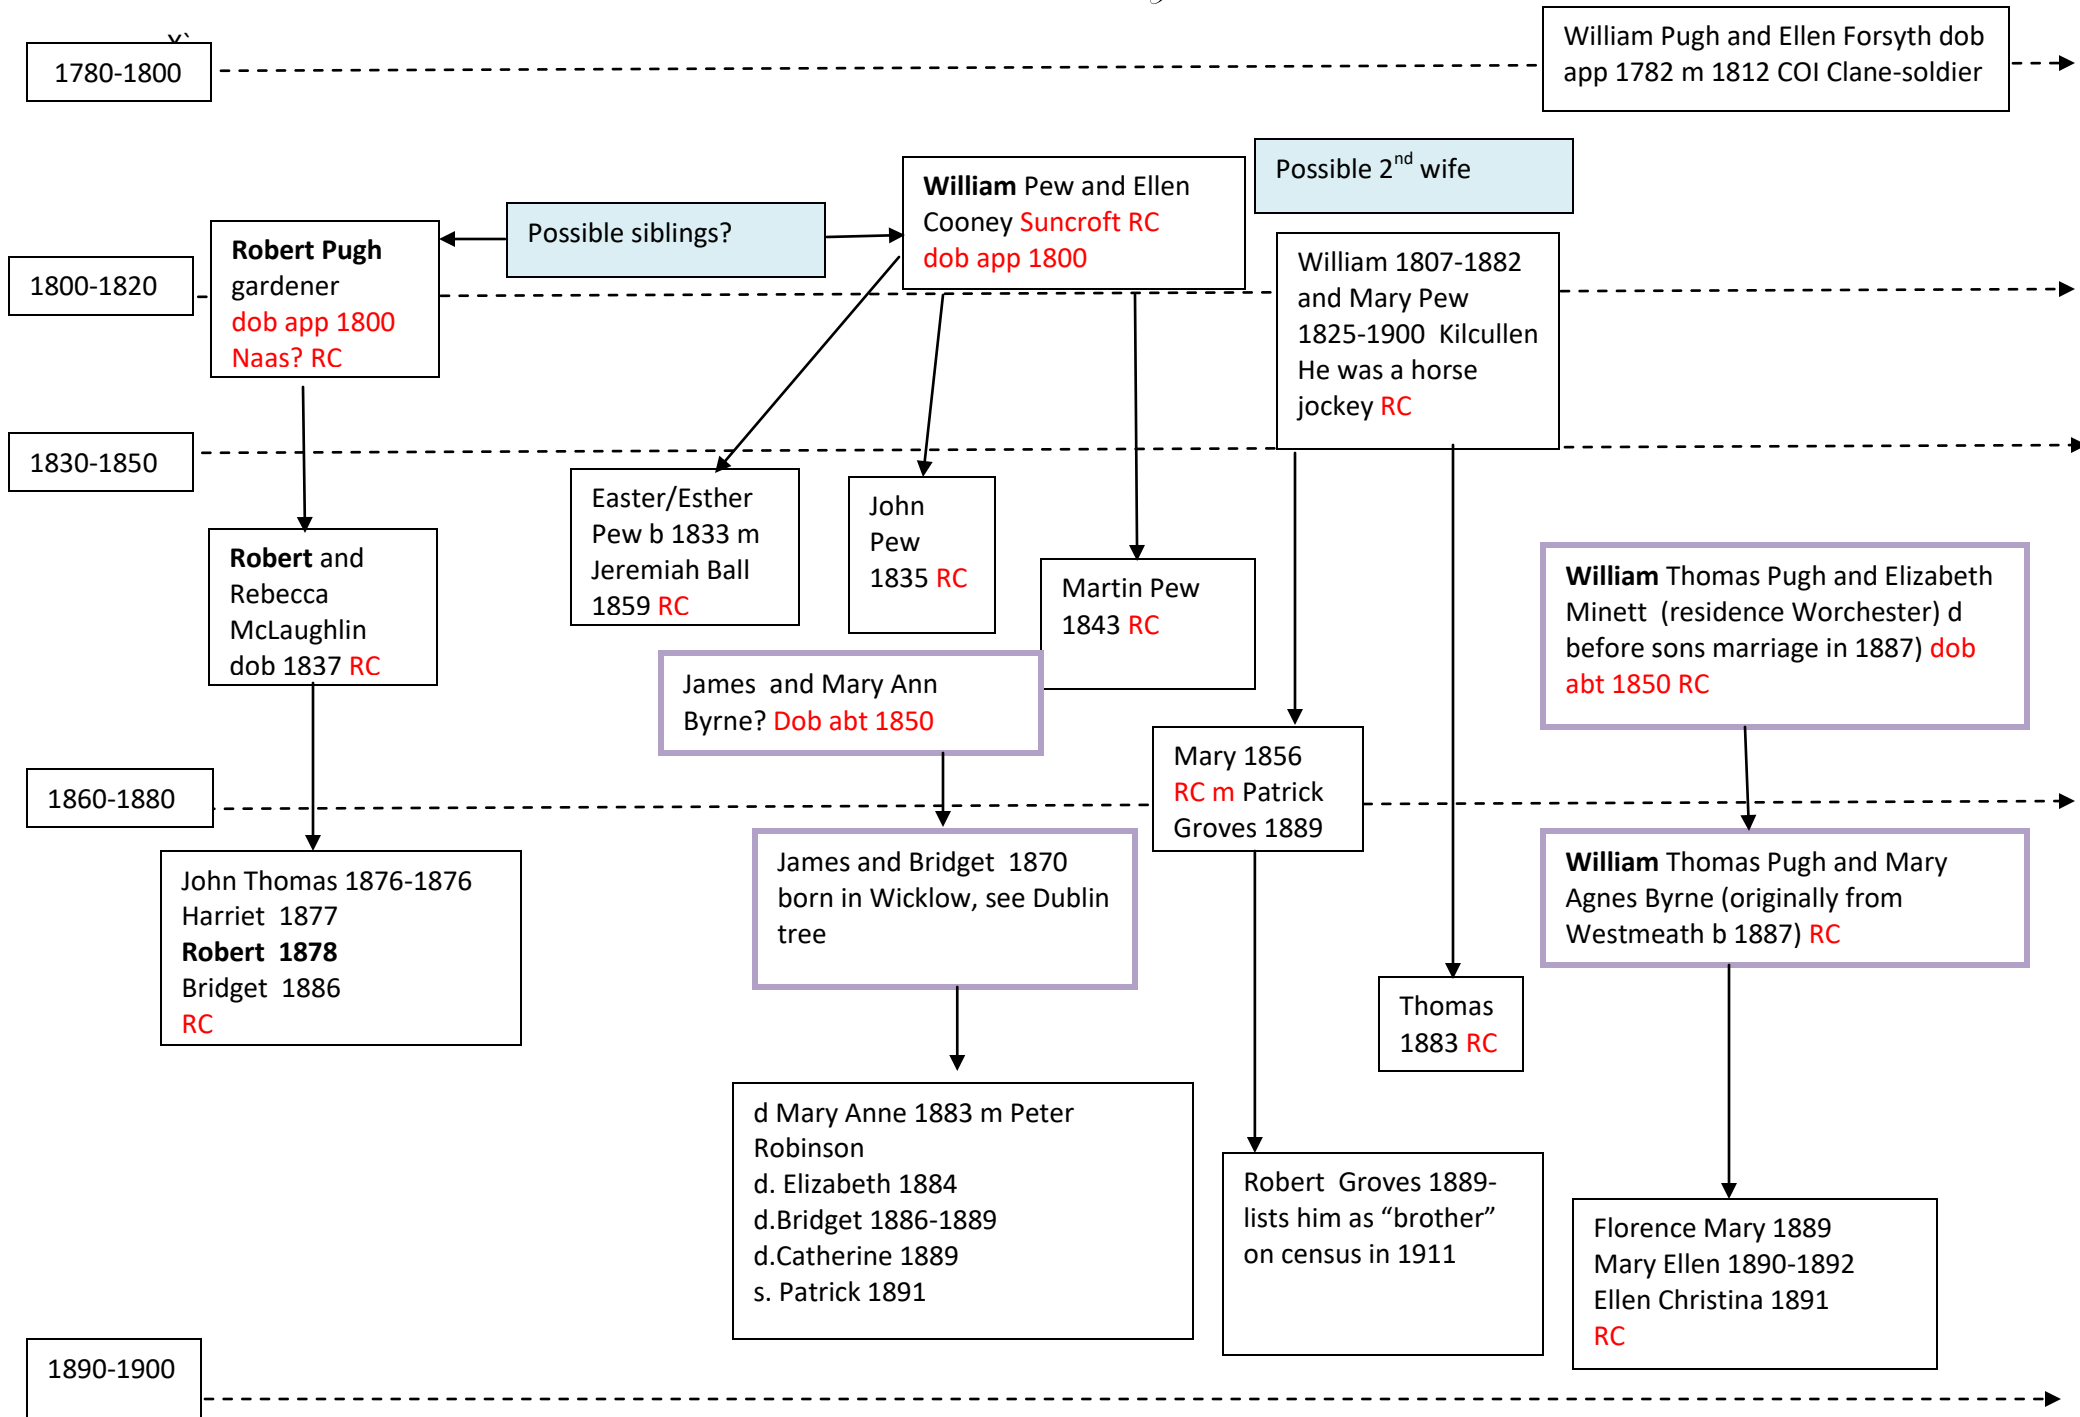 1780-1800
William Pugh and Ellen Forsyth dob
app 1782 m 1812 COI Clane-soldier
Possible 2nd wife
William Pew and Ellen
Cooney Suncroft RC
dob app 1800
Possible siblings?
Robert Pugh
gardener
dob app 1800
Naas? RC
1800-1820
William 1807-1882
and Mary Pew
1825-1900 Kilcullen
He was a horse
jockey RC
1830-1850
Easter/Esther
Pew b 1833 m
Jeremiah Ball
1859 RC
John
Pew
1835 RC
Martin Pew
1843 RC
Robert and
Rebecca
McLaughlin
dob 1837 RC
William Thomas Pugh and Elizabeth
Minett (residence Worchester) d
before sons marriage in 1887) dob
abt 1850 RC
James and Mary Ann
Byrne? Dob abt 1850
Mary 1856
RC m Patrick
Groves 1889
1860-1880
John Thomas 1876-1876
Harriet 1877
Robert 1878
Bridget 1886
RC
James and Bridget 1870
born in Wicklow, see Dublin
tree
William Thomas Pugh and Mary
Agnes Byrne (originally from
Westmeath b 1887) RC
Thomas
1883 RC
d Mary Anne 1883 m Peter
Robinson
d. Elizabeth 1884
d.Bridget 1886-1889
d.Catherine 1889
s. Patrick 1891
Robert Groves 1889-
lists him as “brother”
on census in 1911
Florence Mary 1889
Mary Ellen 1890-1892
Ellen Christina 1891
RC
1890-1900